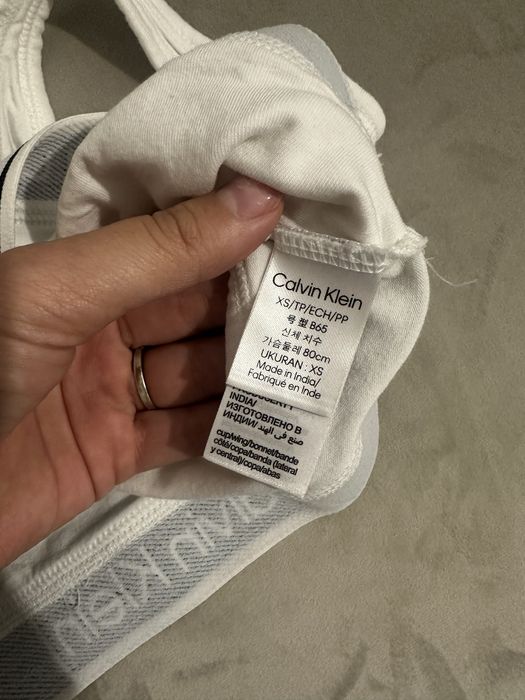 Calvin Klein
XS/TP/ECH/PP
号 型 B65
신체 치수
가슴둘레 80cm
UKURAN : XS
Made in India/
Fabriqué en Inde
INDIA/
ИЗГОТОВЛЕНО В
ИНДИИ/ صنع في الهند
cup/wing/bonnet/bande
côté/copa/banda (lateral
y central)/copa/abas